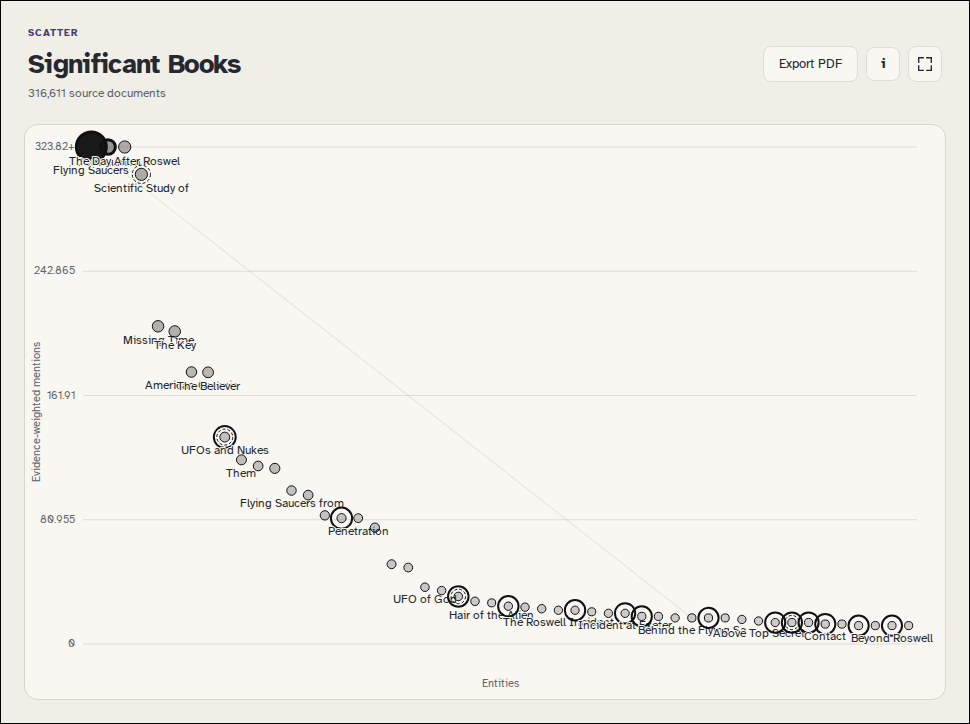 SCATTER
Significant Books
316,611 source documents
Export PDF
i
323.82+
The Day After Roswel
Flying Saucers
Scientific Study of
242.865
Missing Time
The Key
The Believer
161.91
Evidence-weighted mentions
UFOs and Nukes
Them
Flying Saucers from
80.955
Penetration
UFO of God
Hair of the Alien
The Roswell Incident
Incident at Exeter
Behind the Flying Sa
Above Top Secret
Contact
Beyond Roswell
0
Entities